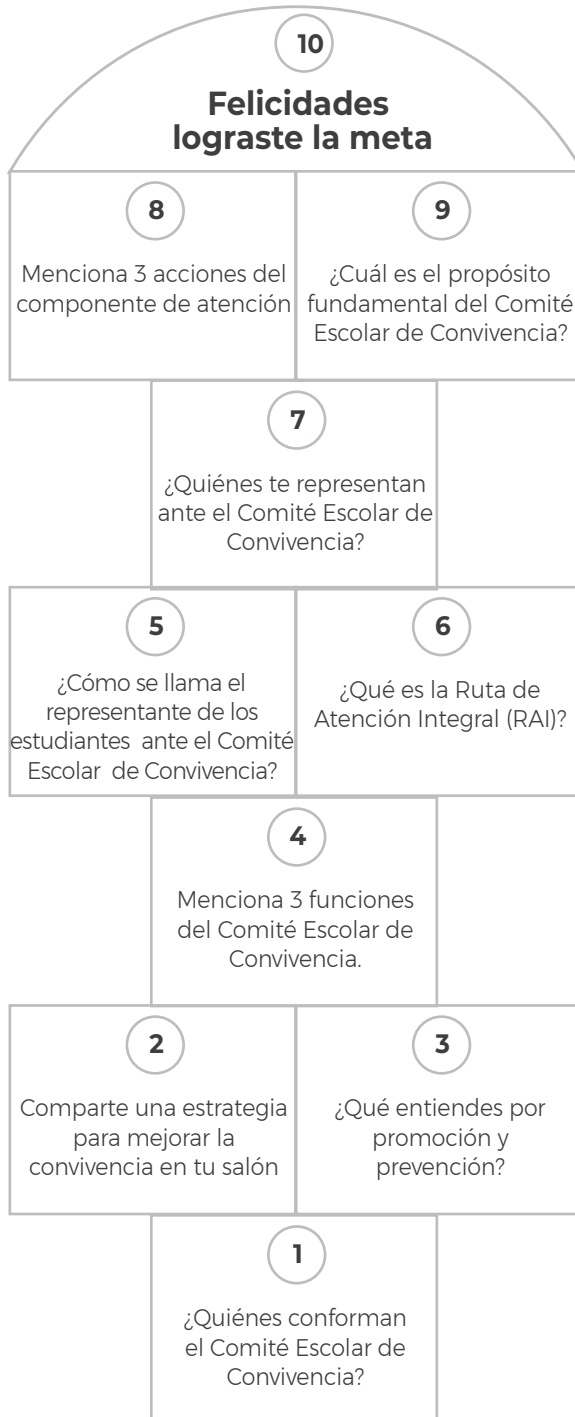 10
Felicidades
lograste la meta
8
Menciona 3 acciones del
componente de atención
9
¿Cuál es el propósito
fundamental del Comité
Escolar de Convivencia?
7
¿Quiénes te representan
ante el Comité Escolar de
Convivencia?
5
¿Cómo se llama el
representante de los
estudiantes ante el Comité
Escolar de Convivencia?
6
¿Qué es la Ruta de
Atención Integral (RAI)?
4
Menciona 3 funciones
del Comité Escolar de
Convivencia.
2
Comparte una estrategia
para mejorar la
convivencia en tu salón
3
¿Qué entiendes por
promoción y
prevención?
1
¿Quiénes conforman
el Comité Escolar de
Convivencia?